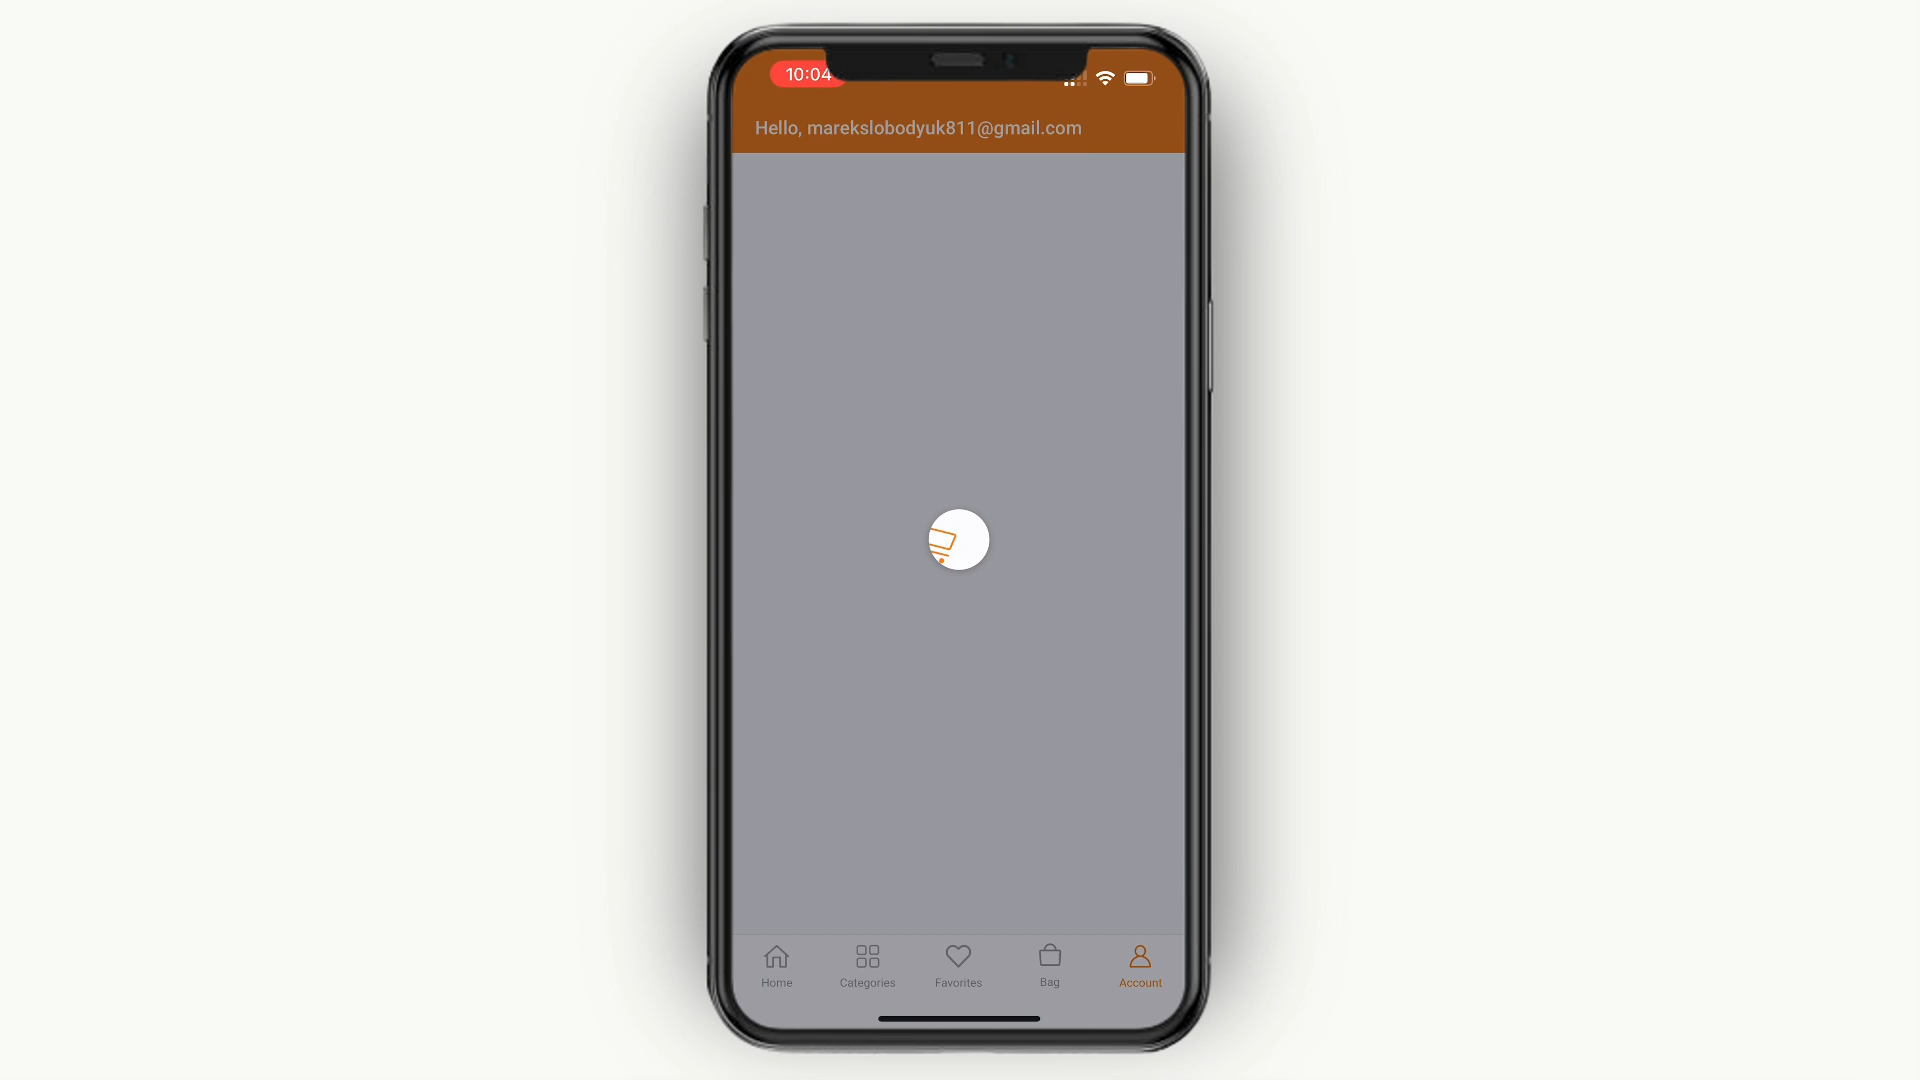 10:04
Hello, marekslobodyuk811@gmail.com
Home
Categories
Favorites
Bag
Account